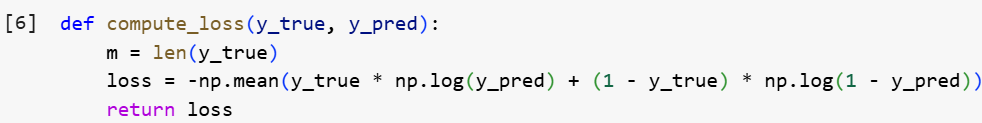 [6] def compute_loss(y_true, y_pred):
m = len(y_true)
loss = -np.mean(y_true * np.log(y_pred) + (1 - y_true) * np.log(1 - y_pred))
return loss